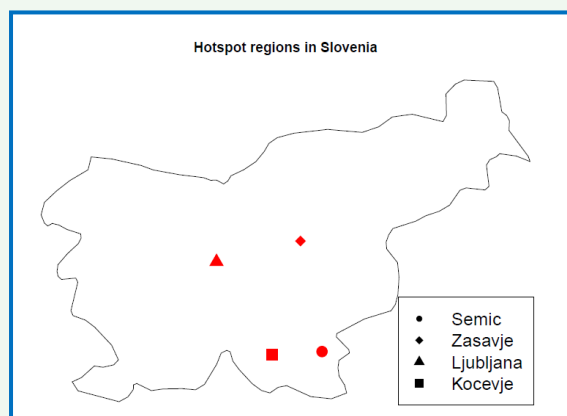 Hotspot regions in Slovenia
Semic
Zasavje
Ljubljana
Kocevje